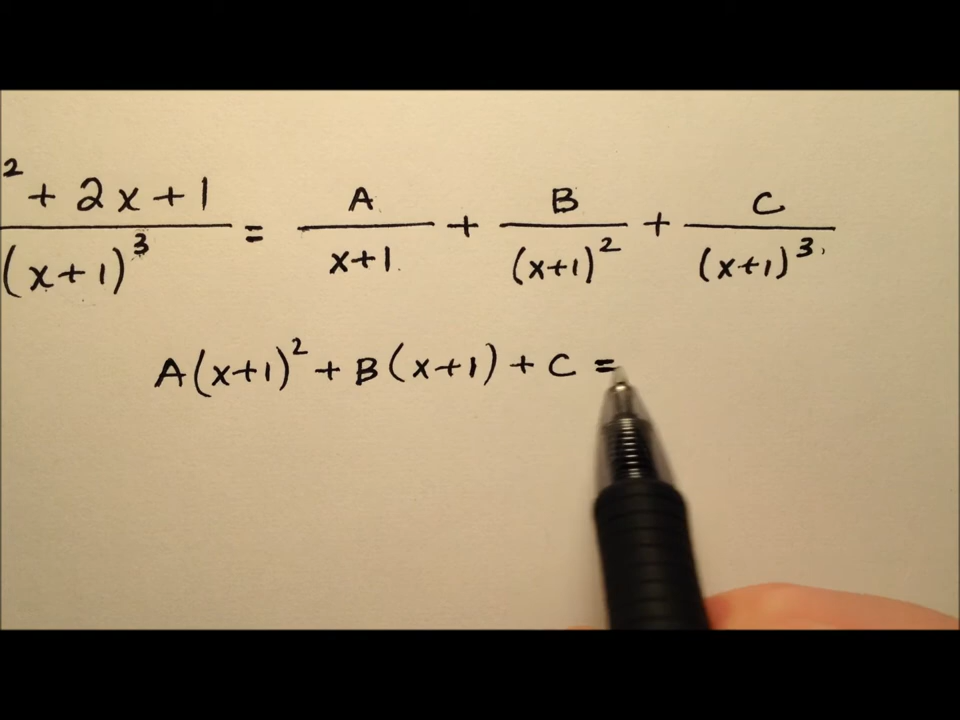 ² + 2x + 1 / (x+1)³ = A / x+1 + B / (x+1)² + C / (x+1)³
A(x+1)² + B(x+1) + C =